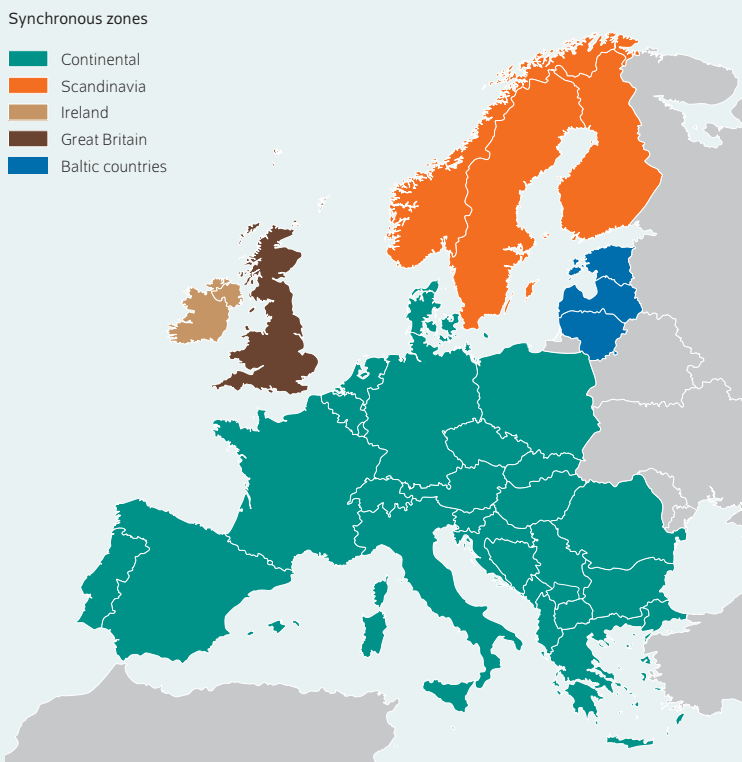 Synchronous zones
Continental
Scandinavia
Ireland
Great Britain
Baltic countries